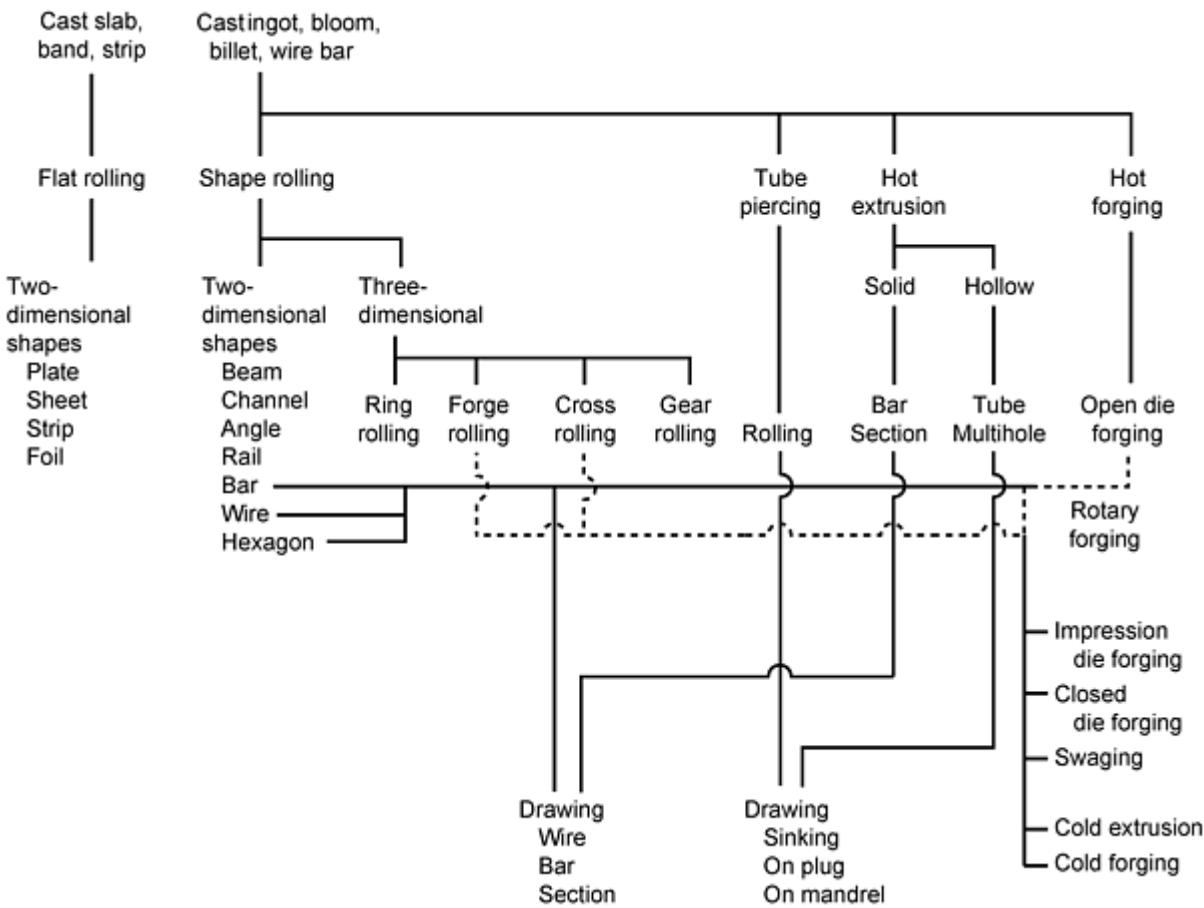 Cast slab,
band, strip
Castingot, bloom,
billet, wire bar
Flat rolling
Shape rolling
Tube
piercing
Hot
extrusion
Hot
forging
Two-
dimensional
shapes
Plate
Sheet
Strip
Foil
Two-
dimensional
shapes
Beam
Channel
Angle
Rail
Bar
Wire
Hexagon
Three-
dimensional
Solid
Hollow
Ring
rolling
Forge
rolling
Cross
rolling
Gear
rolling
Rolling
Bar
Section
Tube
Multihole
Open die
forging
Rotary
forging
Impression
die forging
Closed
die forging
Swaging
Cold extrusion
Cold forging
Drawing
Wire
Bar
Section
Drawing
Sinking
On plug
On mandrel